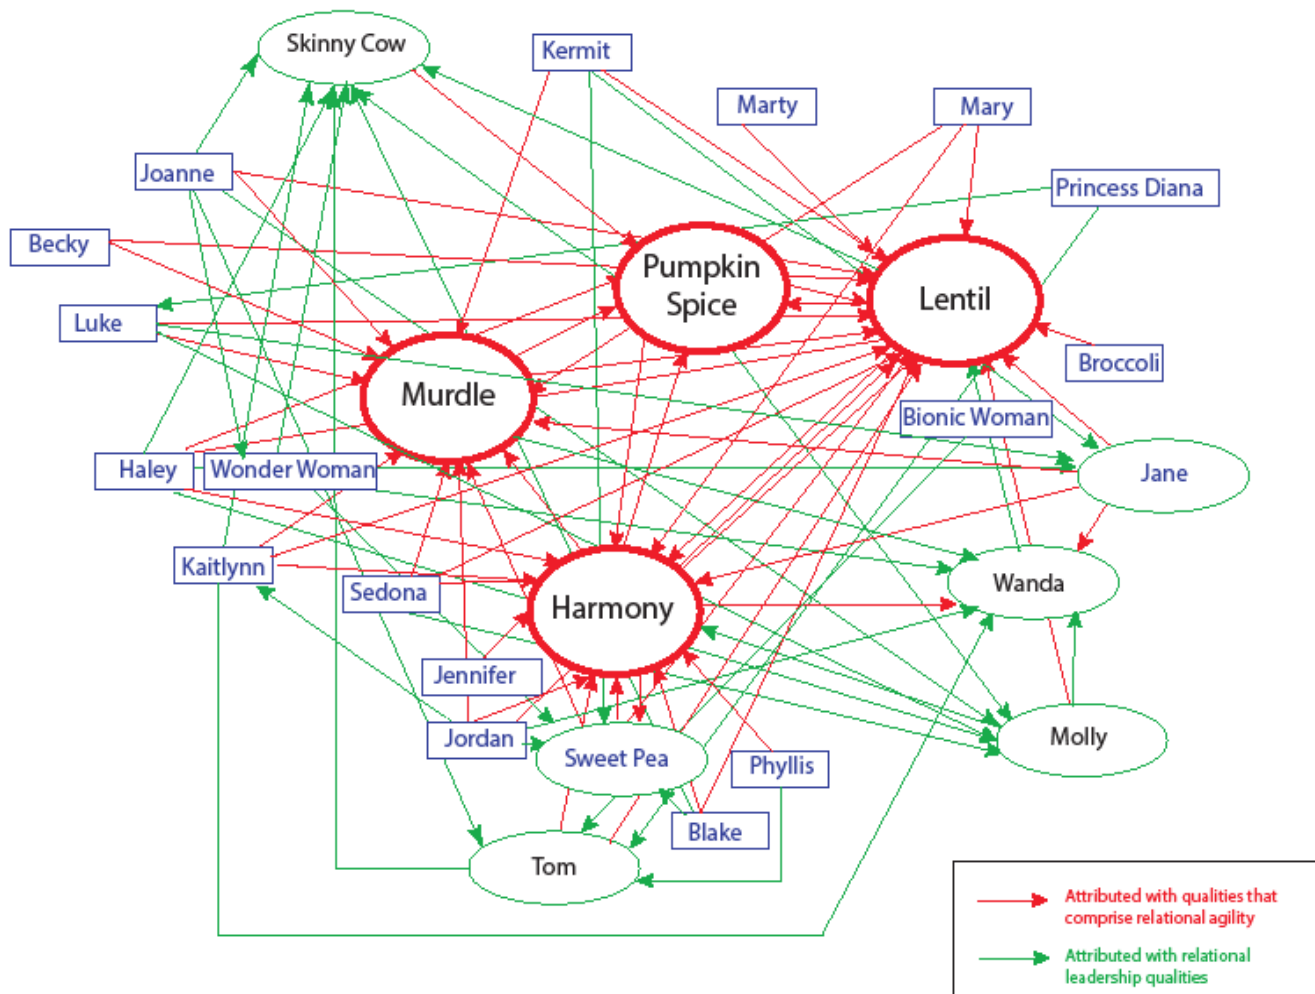 Skinny Cow
Kermit
Marty
Mary
Joanne
Princess Diana
Becky
Pumpkin
Spice
Lentil
Luke
Broccoli
Murdle
Bionic Woman
Haley
Wonder Woman
Jane
Kaitlynn
Sedona
Harmony
Wanda
Jennifer
Jordan
Sweet Pea
Phyllis
Molly
Blake
Tom
Attributed with qualities that
comprise relational agility
Attributed with relational
leadership qualities